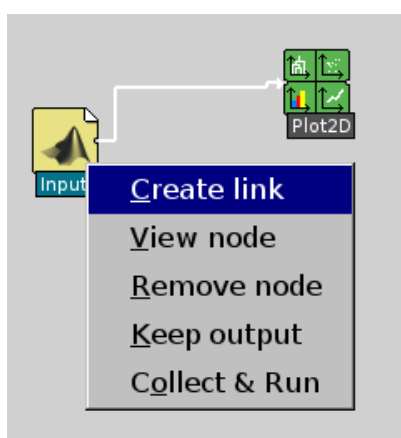 Plot2D
Input
Create link
View node
Remove node
Keep output
Collect & Run